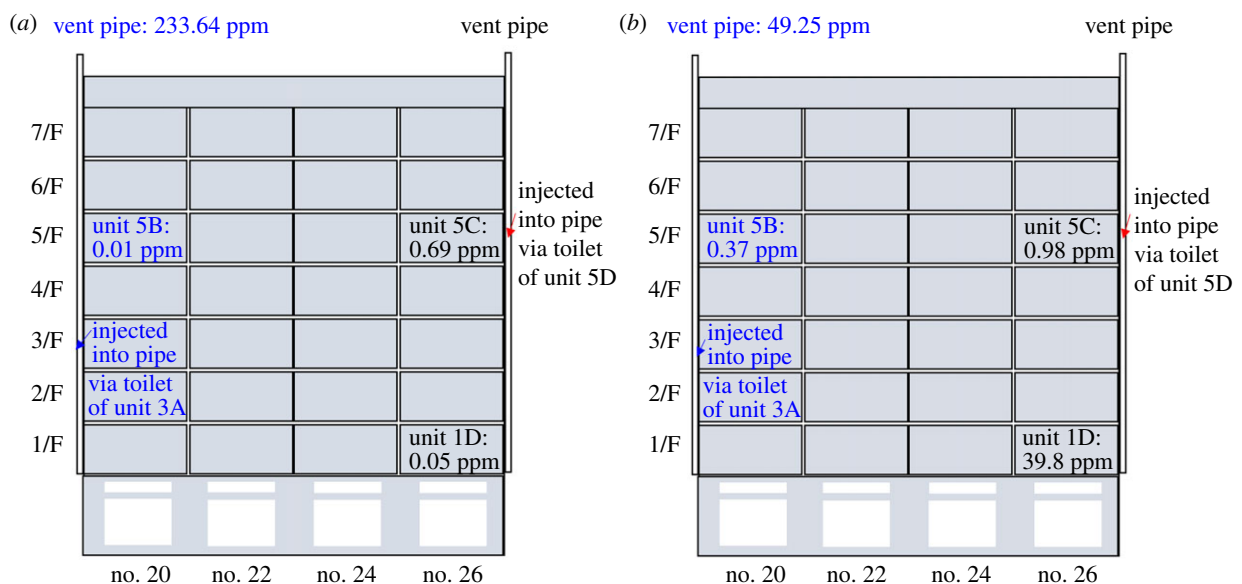 (a) vent pipe: 233.64 ppm
vent pipe
7/F
6/F
5/F
4/F
3/F
2/F
1/F
unit 5B:
0.01 ppm
unit 5C:
0.69 ppm
injected
into pipe
via toilet
of unit 5D
injected
into pipe
via toilet
of unit 3A
unit 1D:
0.05 ppm
no. 20
no. 22
no. 24
no. 26
(b) vent pipe: 49.25 ppm
vent pipe
7/F
6/F
5/F
4/F
3/F
2/F
1/F
unit 5B:
0.37 ppm
unit 5C:
0.98 ppm
injected
into pipe
via toilet
of unit 5D
injected
into pipe
via toilet
of unit 3A
unit 1D:
39.8 ppm
no. 20
no. 22
no. 24
no. 26